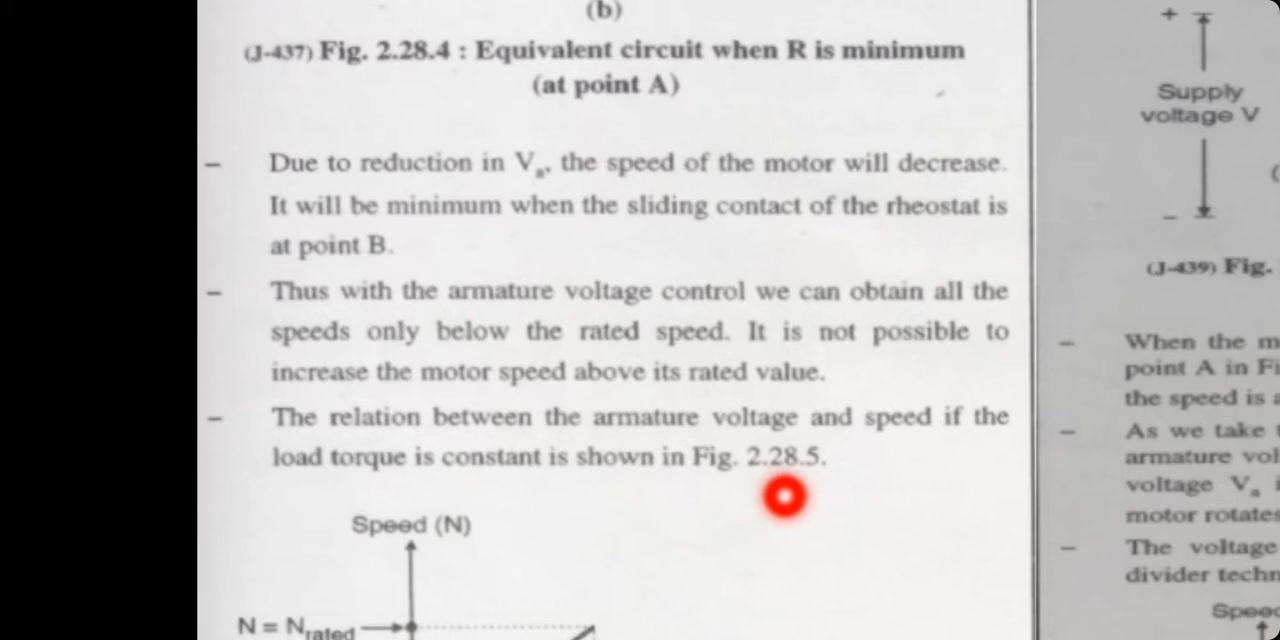 (b)
(J-437) Fig. 2.28.4 : Equivalent circuit when R is minimum
(at point A)
– Due to reduction in Va, the speed of the motor will decrease.
It will be minimum when the sliding contact of the rheostat is
at point B.
– Thus with the armature voltage control we can obtain all the
speeds only below the rated speed. It is not possible to
increase the motor speed above its rated value.
– The relation between the armature voltage and speed if the
load torque is constant is shown in Fig. 2.28.5.
Speed (N)
N = Nrated
+
Supply
voltage V
–
(J-439) Fig.
– When the
point A in
the speed is
– As we take
armature
voltage Va
motor rotates
– The voltage
divider